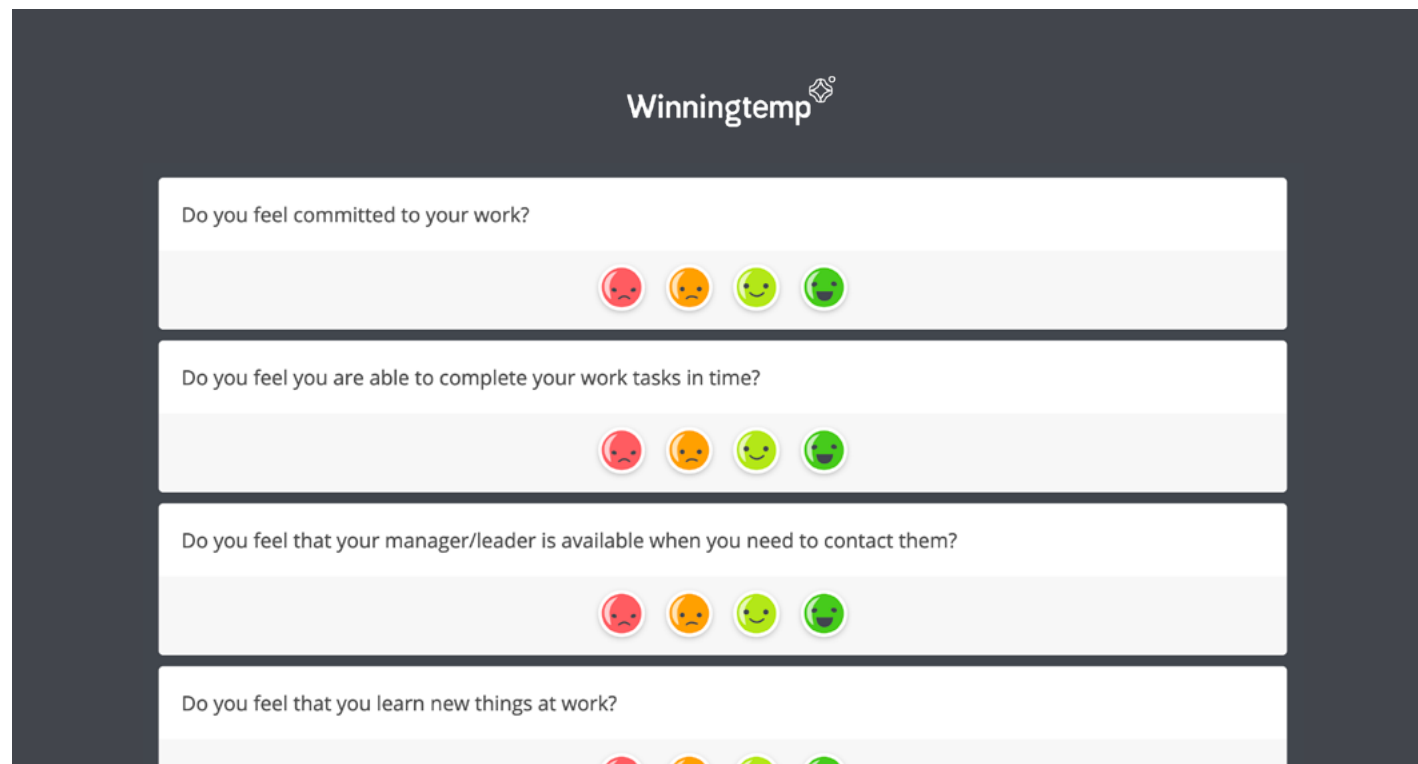 Winningtemp
Do you feel committed to your work?
Do you feel you are able to complete your work tasks in time?
Do you feel that your manager/leader is available when you need to contact them?
Do you feel that you learn new things at work?